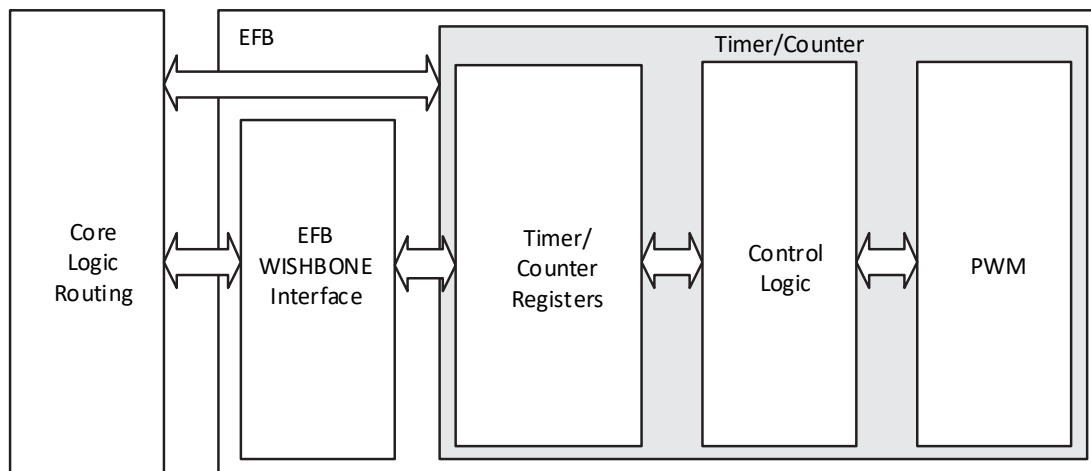 EFB
Timer/Counter
Core
Logic
Routing
EFB
WISHBONE
Interface
Timer/
Counter
Registers
Control
Logic
PWM